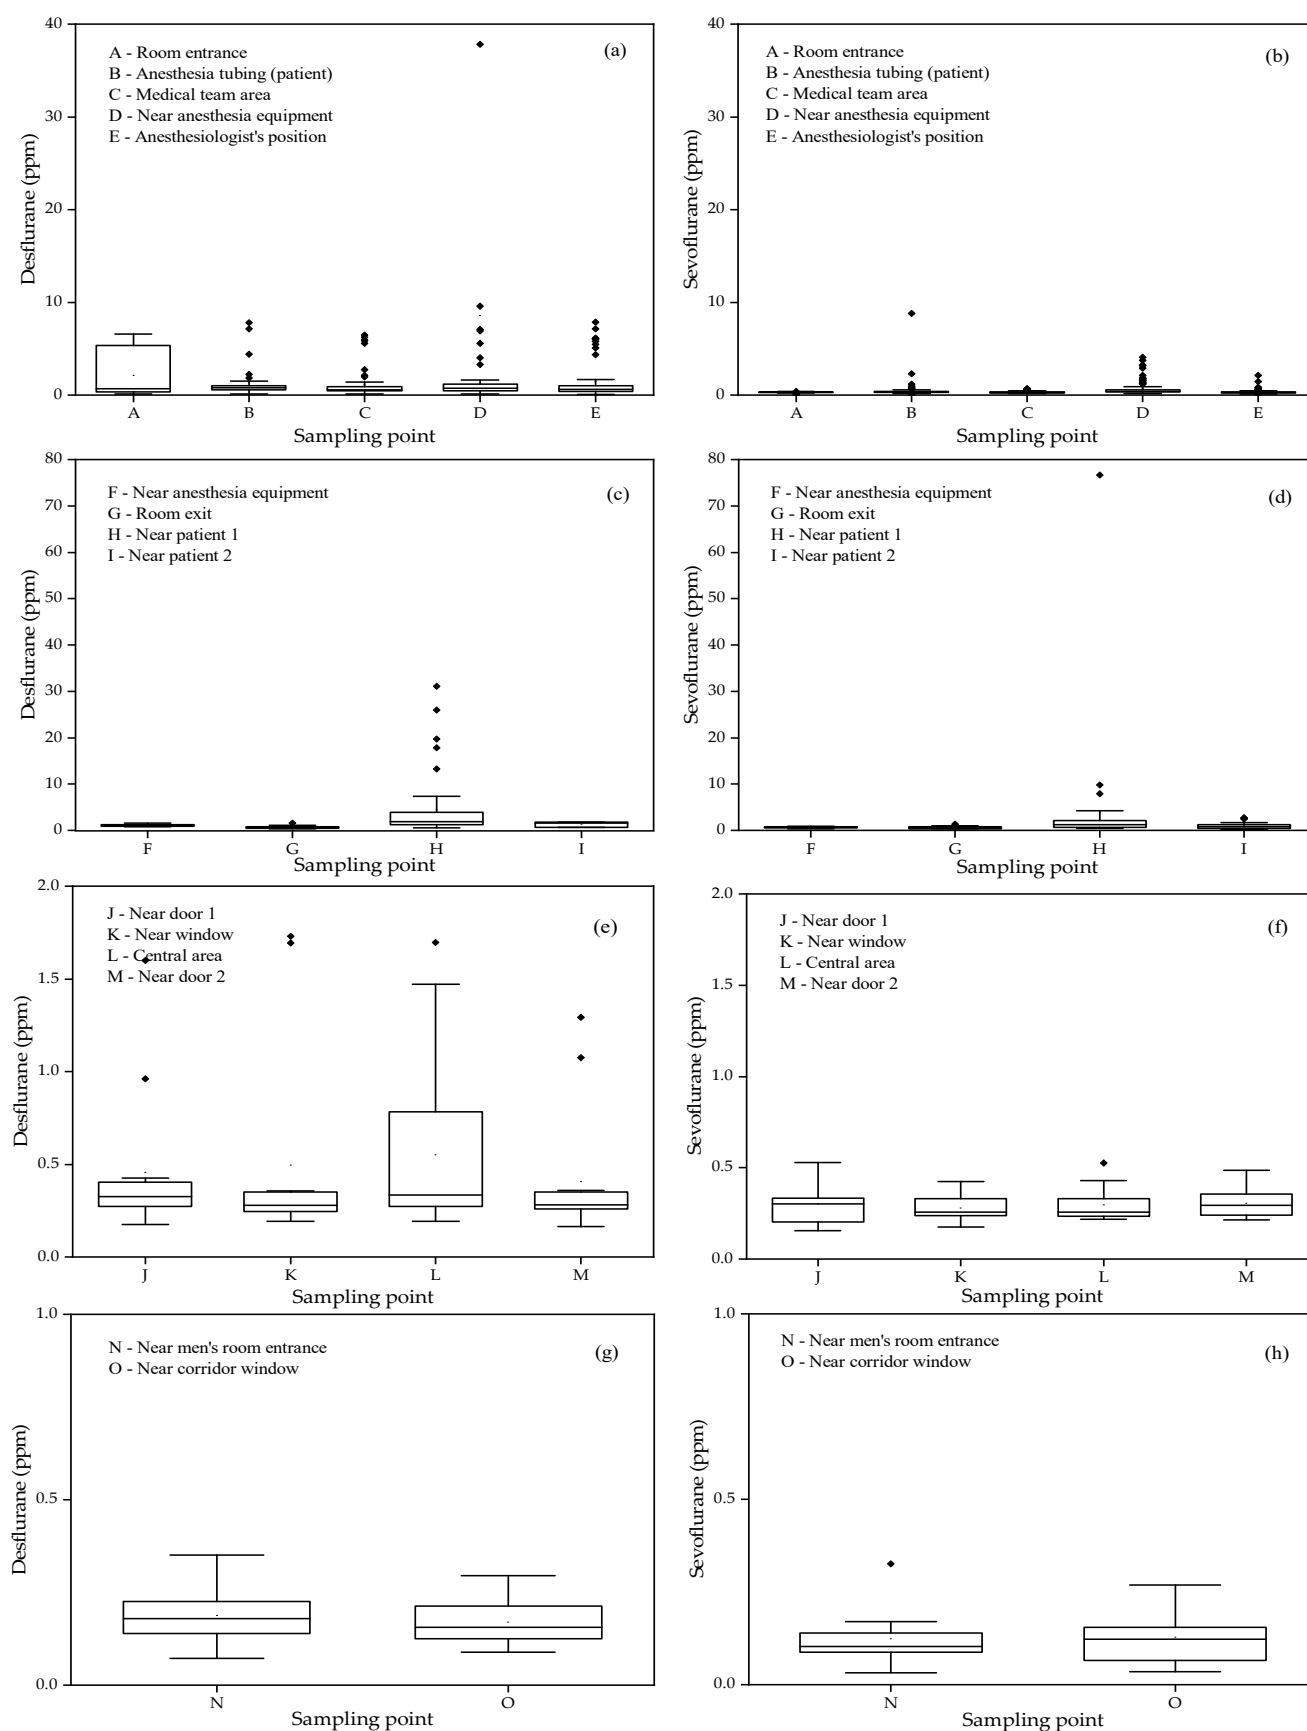 40
30
20
10
0
Desflurane (ppm)
A - Room entrance
B - Anesthesia tubing (patient)
C - Medical team area
D - Near anesthesia equipment
E - Anesthesiologist's position
(a)
A B C D E
Sampling point
40
30
20
10
0
Sevoflurane (ppm)
A - Room entrance
B - Anesthesia tubing (patient)
C - Medical team area
D - Near anesthesia equipment
E - Anesthesiologist's position
(b)
A B C D E
Sampling point
80
70
60
50
40
30
20
10
0
Desflurane (ppm)
F - Near anesthesia equipment
G - Room exit
H - Near patient 1
I - Near patient 2
(c)
F G H I
Sampling point
80
70
60
50
40
30
20
10
0
Sevoflurane (ppm)
F - Near anesthesia equipment
G - Room exit
H - Near patient 1
I - Near patient 2
(d)
F G H I
Sampling point
2.0
1.5
1.0
0.5
0.0
Desflurane (ppm)
J - Near door 1
K - Near window
L - Central area
M - Near door 2
(e)
J K L M
Sampling point
2.0
1.5
1.0
0.5
0.0
Sevoflurane (ppm)
J - Near door 1
K - Near window
L - Central area
M - Near door 2
(f)
J K L M
Sampling point
1.0
0.5
0.0
Desflurane (ppm)
N - Near men's room entrance
O - Near corridor window
(g)
N O
Sampling point
1.0
0.5
0.0
Sevoflurane (ppm)
N - Near men's room entrance
O - Near corridor window
(h)
N O
Sampling point